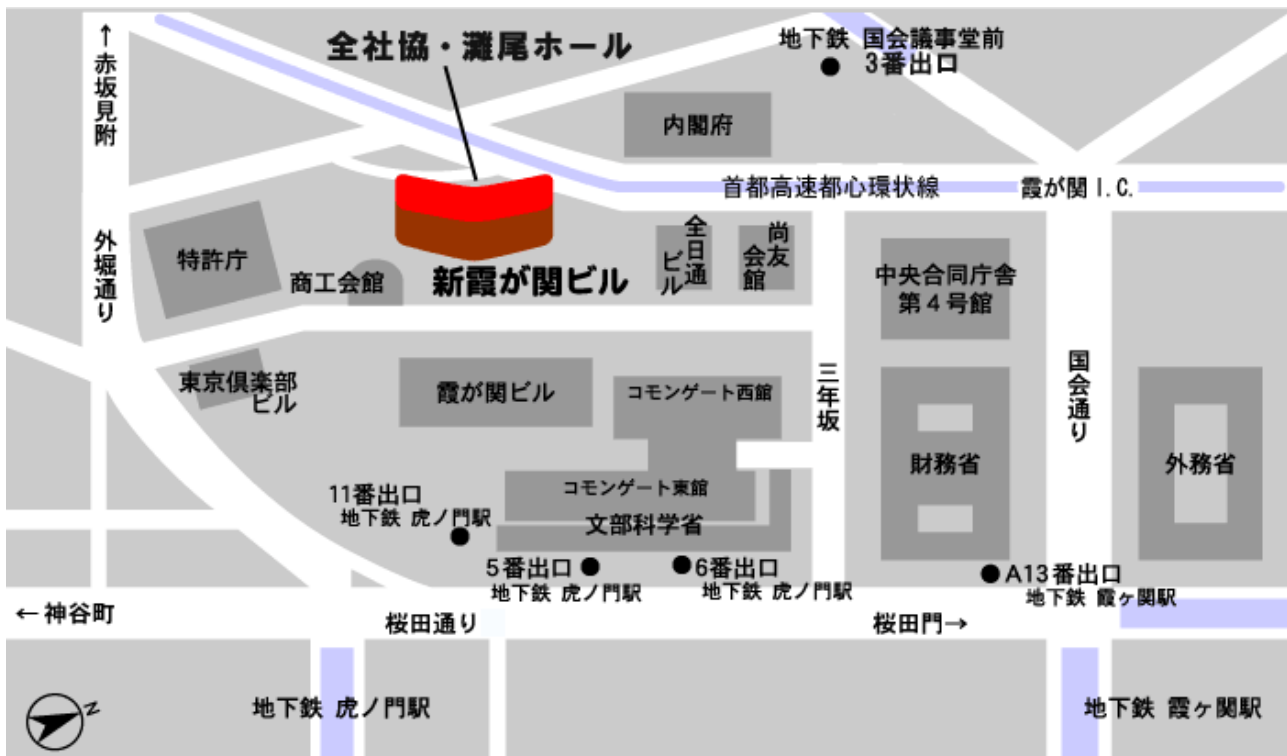 ↑赤坂見附
全社協・灘尾ホール
地下鉄 国会議事堂前
3番出口
内閣府
首都高速都心環状線
霞が関 I.C.
外堀通り
特許庁
商工会館
新霞が関ビル
全日通
ビル
尚友
会館
中央合同庁舎
第4号館
東京倶楽部
ビル
霞が関ビル
コモンゲート西館
三年坂
国会通り
財務省
外務省
コモンゲート東館
文部科学省
11番出口
地下鉄 虎ノ門駅
5番出口
地下鉄 虎ノ門駅
6番出口
地下鉄 虎ノ門駅
A13番出口
地下鉄 霞ヶ関駅
←神谷町
桜田通り
桜田門→
地下鉄 虎ノ門駅
地下鉄 霞ヶ関駅
N